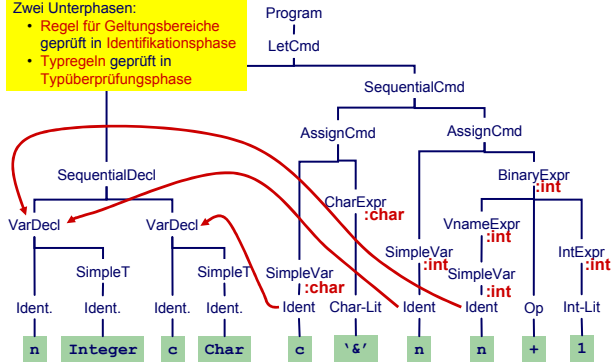 Zwei Unterphasen:
• Regel für Geltungsbereiche
geprüft in Identifikationsphase
• Typregeln geprüft in
Typüberprüfungsphase
Program
LetCmd
SequentialCmd
AssignCmd AssignCmd
SequentialDecl BinaryExpr
:int
CharExpr
:char
VarDecl VarDecl VnameExpr
:int
SimpleT SimpleT SimpleVar SimpleVar IntExpr
:char :int :int
SimpleVar
:int
Ident. Ident. Ident. Ident. Ident Char-Lit Ident Ident Op Int-Lit
n Integer c Char c ‘&’ n n + 1